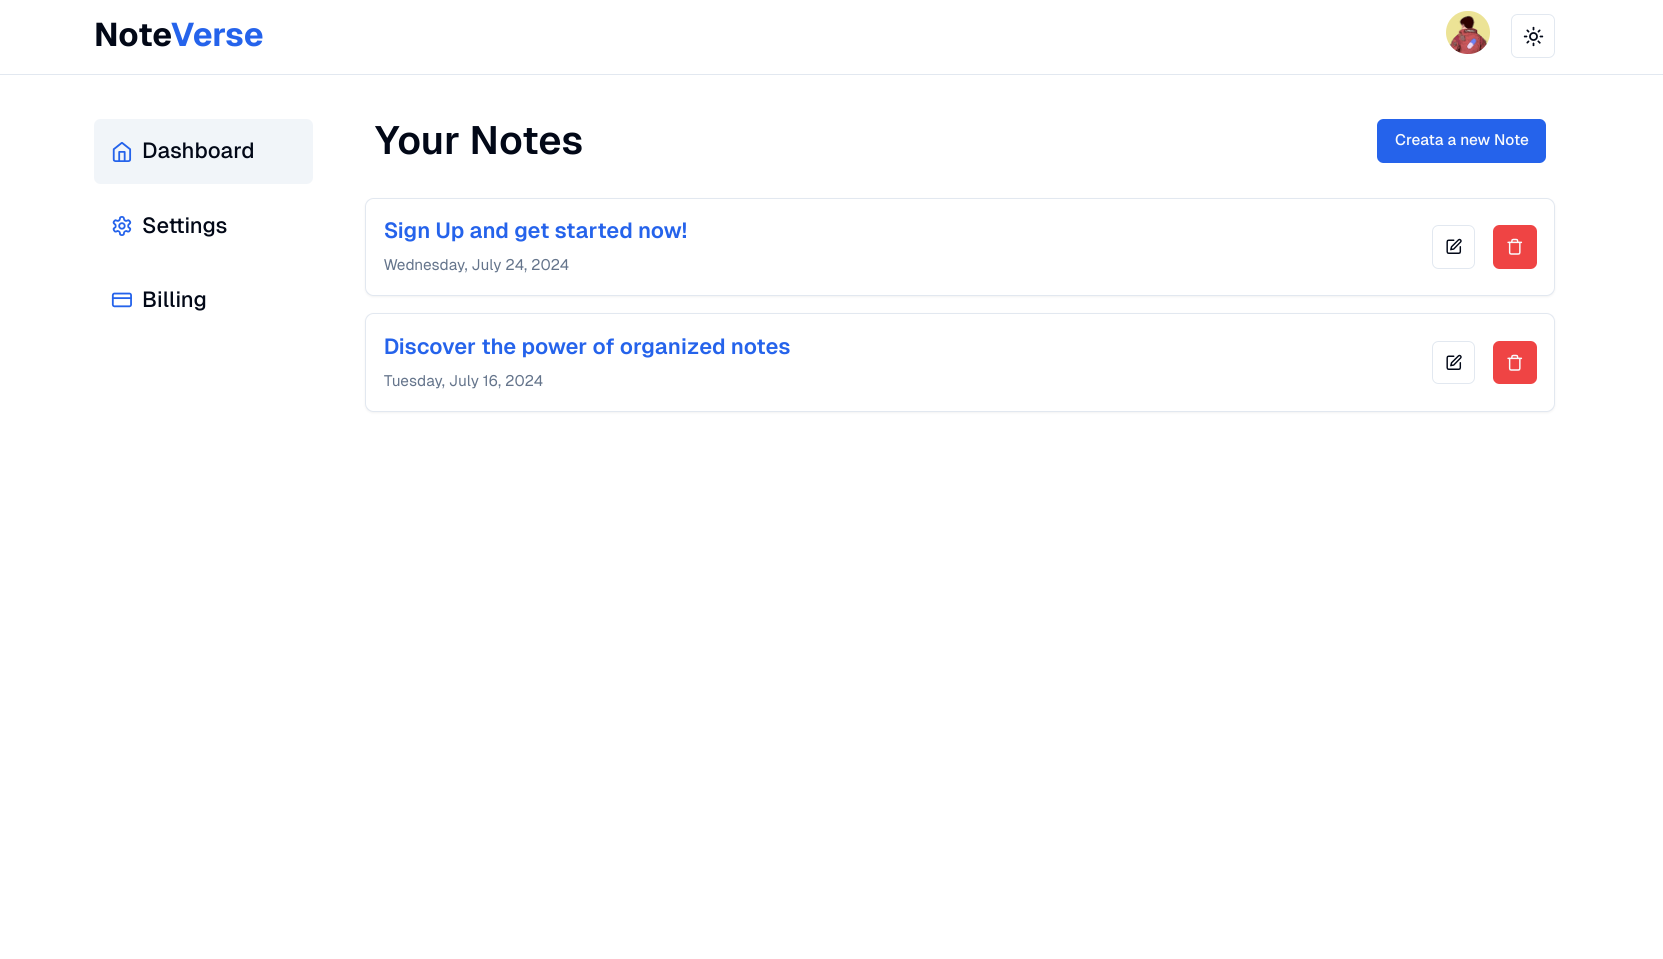 NoteVerse
Dashboard
Settings
Billing
Your Notes
Creata a new Note
Sign Up and get started now!
Wednesday, July 24, 2024
Discover the power of organized notes
Tuesday, July 16, 2024